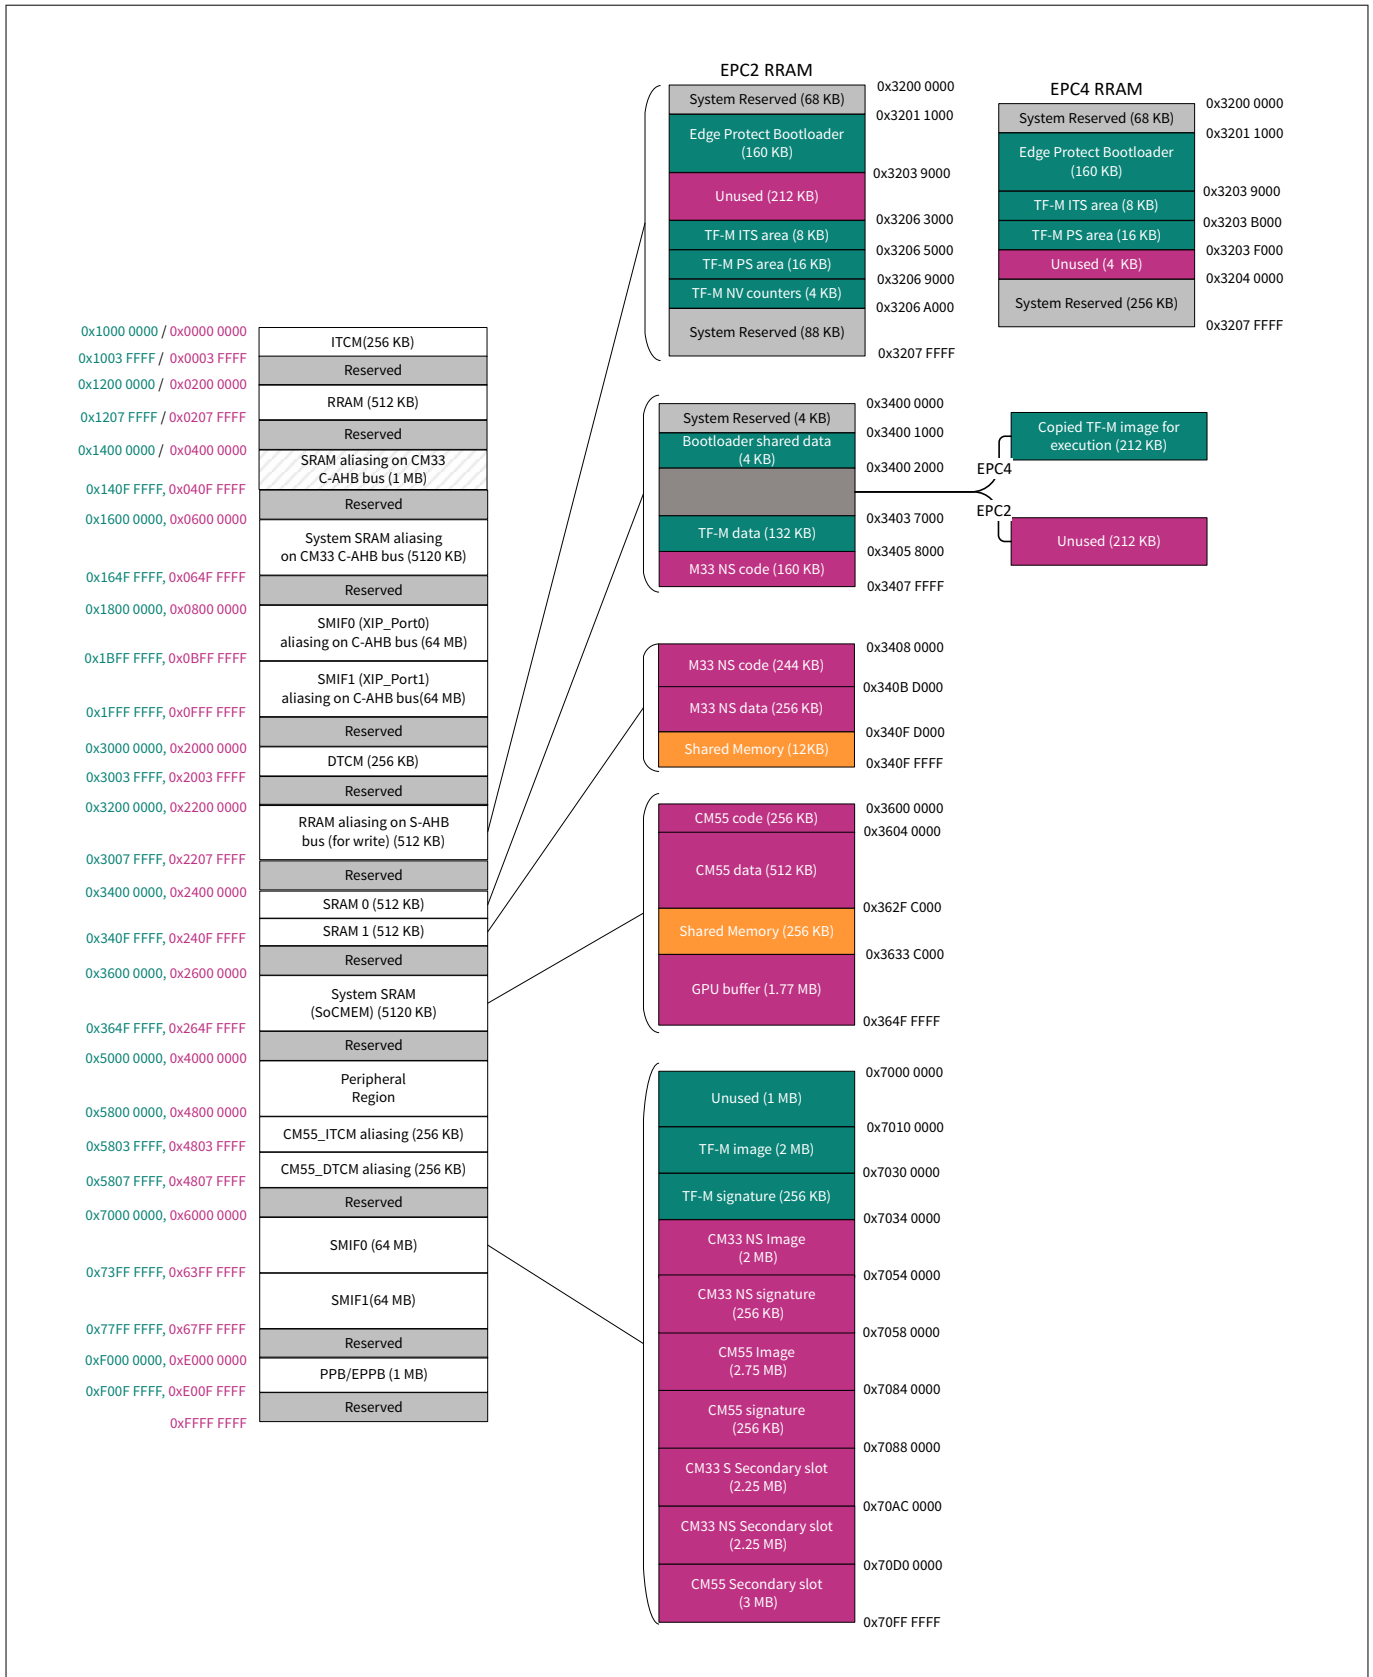 EPC2 RRAM
System Reserved (68 KB)
Edge Protect Bootloader
(160 KB)
Unused (212 KB)
TF-M ITS area (8 KB)
TF-M PS area (16 KB)
TF-M NV counters (4 KB)
System Reserved (88 KB)
0x3200 0000
0x3201 1000
0x3203 9000
0x3206 3000
0x3206 5000
0x3206 9000
0x3206 A000
0x3207 FFFF
EPC4 RRAM
System Reserved (68 KB)
Edge Protect Bootloader
(160 KB)
TF-M ITS area (8 KB)
TF-M PS area (16 KB)
Unused (4 KB)
System Reserved (256 KB)
0x3200 0000
0x3201 1000
0x3203 9000
0x3203 B000
0x3203 F000
0x3204 0000
0x3207 FFFF
0x1000 0000 / 0x0000 0000
0x1003 FFFF / 0x0003 FFFF
0x1200 0000 / 0x0200 0000
0x1207 FFFF / 0x0207 FFFF
0x1400 0000 / 0x0400 0000
0x140F FFFF, 0x040F FFFF
0x1600 0000, 0x0600 0000
0x164F FFFF, 0x064F FFFF
0x1800 0000, 0x0800 0000
0x1BFF FFFF, 0x0BFF FFFF
0x1FFF FFFF, 0x0FFF FFFF
0x3000 0000, 0x2000 0000
0x3003 FFFF, 0x2003 FFFF
0x3200 0000, 0x2200 0000
0x3007 FFFF, 0x2207 FFFF
0x3400 0000, 0x2400 0000
0x340F FFFF, 0x240F FFFF
0x3600 0000, 0x2600 0000
0x364F FFFF, 0x264F FFFF
0x5000 0000, 0x4000 0000
0x5800 0000, 0x4800 0000
0x5803 FFFF, 0x4803 FFFF
0x5807 FFFF, 0x4807 FFFF
0x7000 0000, 0x6000 0000
0x73FF FFFF, 0x63FF FFFF
0x77FF FFFF, 0x67FF FFFF
0xF000 0000, 0xE000 0000
0xF00F FFFF, 0xE00F FFFF
0xFFFF FFFF
ITCM(256 KB)
Reserved
RRAM (512 KB)
Reserved
SRAM aliasing on CM33
C-AHB bus (1 MB)
Reserved
System SRAM aliasing
on CM33 C-AHB bus (5120 KB)
Reserved
SMIF0 (XIP_Port0)
aliasing on C-AHB bus (64 MB)
SMIF1 (XIP_Port1)
aliasing on C-AHB bus(64 MB)
Reserved
DTCM (256 KB)
Reserved
RRAM aliasing on S-AHB
bus (for write) (512 KB)
Reserved
SRAM 0 (512 KB)
SRAM 1 (512 KB)
Reserved
System SRAM
(SoCMEM) (5120 KB)
Reserved
Peripheral
Region
CM55_ITCM aliasing (256 KB)
CM55_DTCM aliasing (256 KB)
Reserved
SMIF0 (64 MB)
SMIF1(64 MB)
Reserved
PPB/EPPB (1 MB)
Reserved
System Reserved (4 KB)
Bootloader shared data
(4 KB)
TF-M data (132 KB)
M33 NS code (160 KB)
0x3400 0000
0x3400 1000
0x3400 2000
0x3403 7000
0x3405 8000
0x3407 FFFF
EPC4
EPC2
Copied TF-M image for
execution (212 KB)
Unused (212 KB)
M33 NS code (244 KB)
M33 NS data (256 KB)
Shared Memory (12KB)
0x3408 0000
0x340B D000
0x340F D000
0x340F FFFF
CM55 code (256 KB)
CM55 data (512 KB)
Shared Memory (256 KB)
GPU buffer (1.77 MB)
0x3600 0000
0x3604 0000
0x362F C000
0x3633 C000
0x364F FFFF
Unused (1 MB)
TF-M image (2 MB)
TF-M signature (256 KB)
CM33 NS Image
(2 MB)
CM33 NS signature
(256 KB)
CM55 Image
(2.75 MB)
CM55 signature
(256 KB)
CM33 S Secondary slot
(2.25 MB)
CM33 NS Secondary slot
(2.25 MB)
CM55 Secondary slot
(3 MB)
0x7000 0000
0x7010 0000
0x7030 0000
0x7034 0000
0x7054 0000
0x7058 0000
0x7084 0000
0x7088 0000
0x70AC 0000
0x70D0 0000
0x70FF FFFF